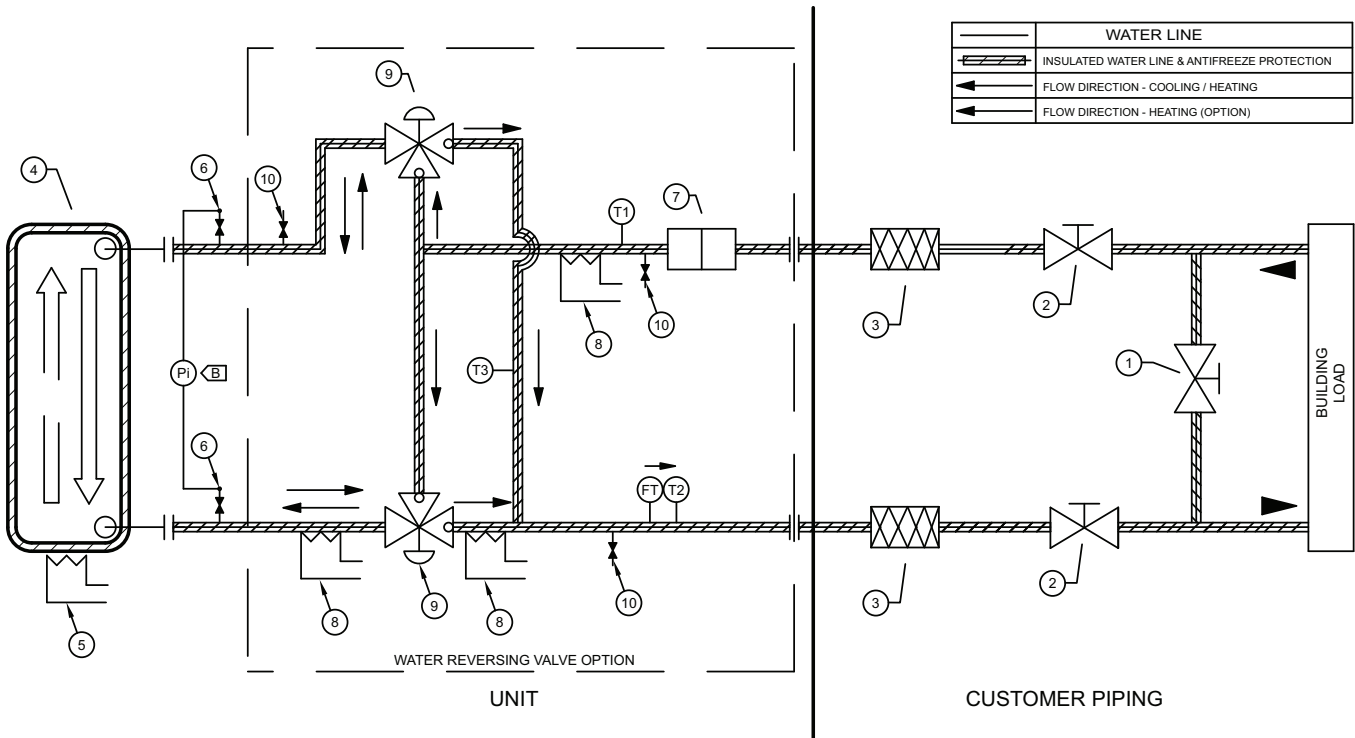 WATER LINE
INSULATED WATER LINE & ANTIFREEZE PROTECTION
FLOW DIRECTION - COOLING / HEATING
FLOW DIRECTION - HEATING (OPTION)
9
4
6
10
7
T1
3
2
8
10
1
BUILDING
LOAD
Pi
B
T3
6
FT
T2
5
8
9
8
10
3
2
WATER REVERSING VALVE OPTION
UNIT
CUSTOMER PIPING